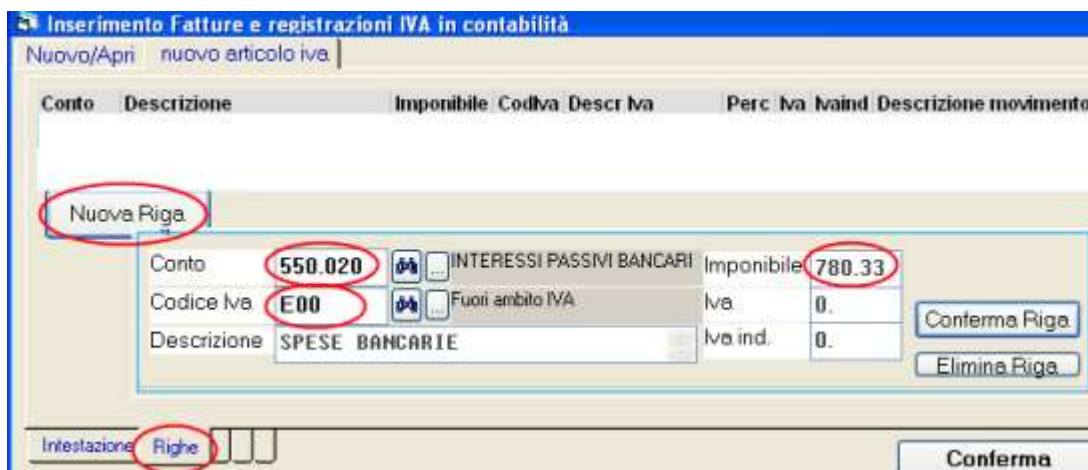 Inserimento Fatture e registrazioni IVA in contabilità
Nuovo/Apri nuovo articolo iva
Conto Descrizione Imponibile CodIva Descr Iva Perc Iva Ivaind Descrizione movimento
Nuova Riga
Conto 550.020 ... INTERESSI PASSIVI BANCARI Imponibile 780.33
Codice Iva E00 ... Fuori ambito IVA Iva 0.
Conferma Riga
Descrizione SPESE BANCARIE Iva ind. 0.
Elimina Riga
Intestazione Righe
Conferma